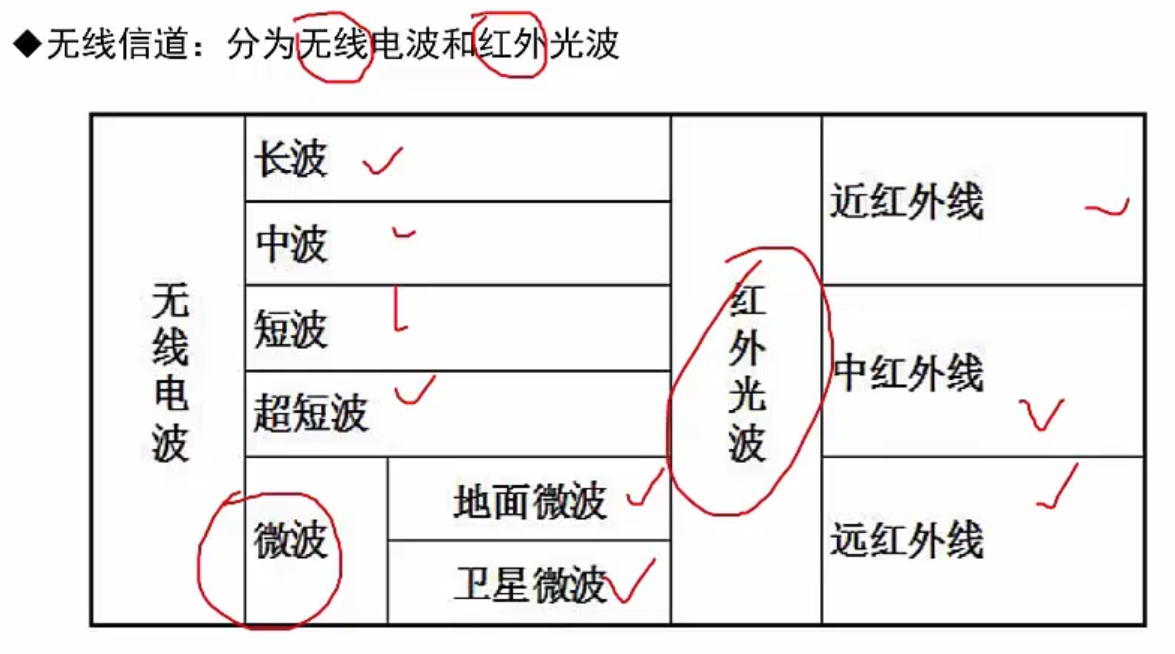 ◆无线信道：分为无线电波和红外光波
无线电波
长波
中波
短波
超短波
微波
地面微波
卫星微波
红外光波
近红外线
中红外线
远红外线